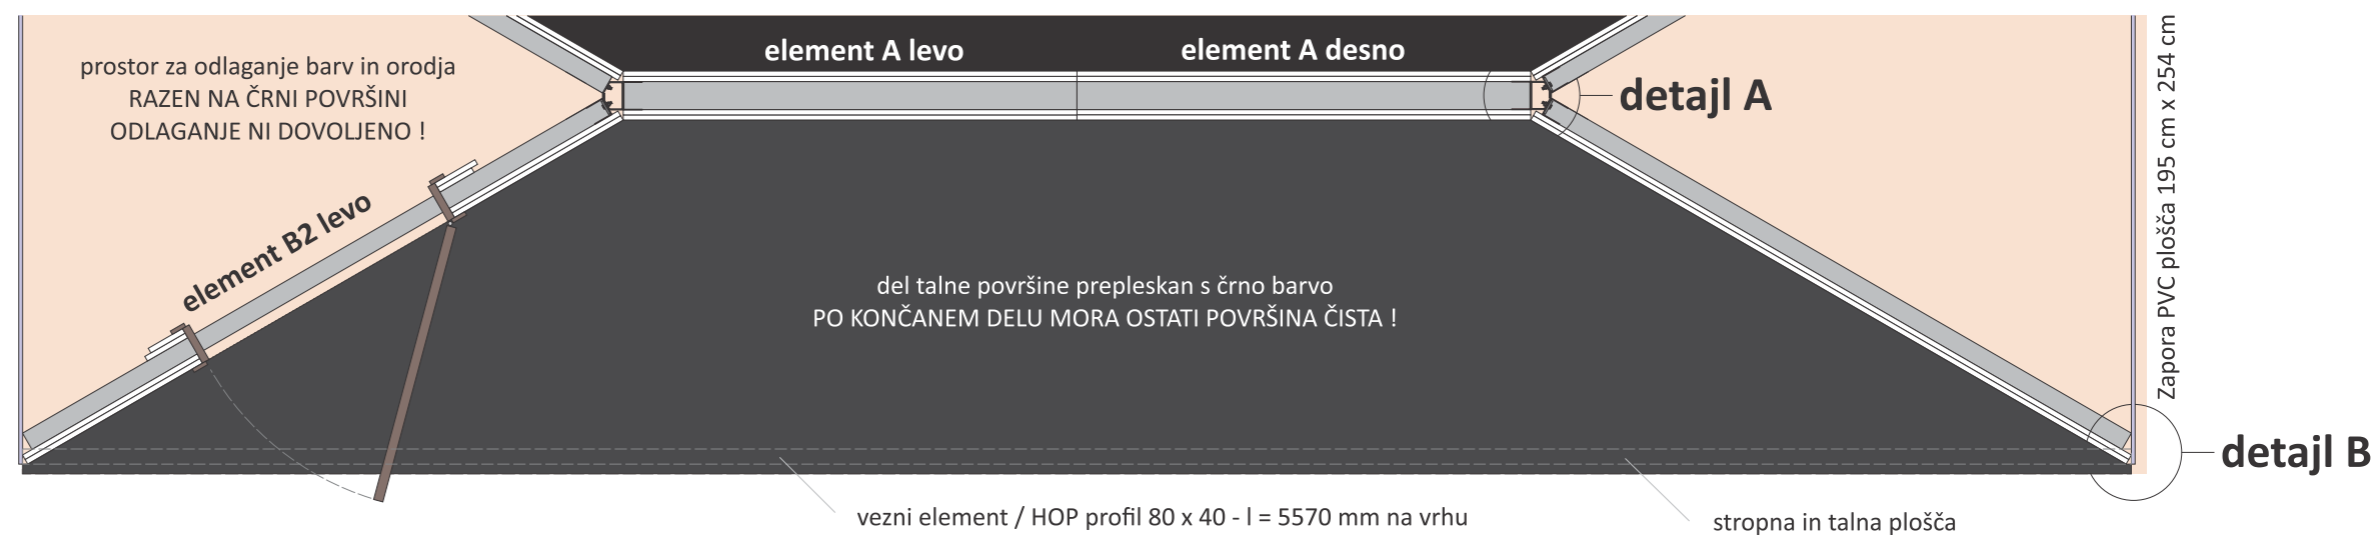 element A levo
element A desno
prostor za odlaganje barv in orodja
RAZEN NA ČRNI POVRŠINI
ODLAGANJE NI DOVOLJENO !
detajl A
Zapora PVC plošča 195 cm x 254 cm
element B2 levo
del talne površine prepleskan s črno barvo
PO KONČANEM DELU MORA OSTATI POVRŠINA ČISTA !
detajl B
vezni element / HOP profil 80 x 40 - l = 5570 mm na vrhu
stropna in talna plošča